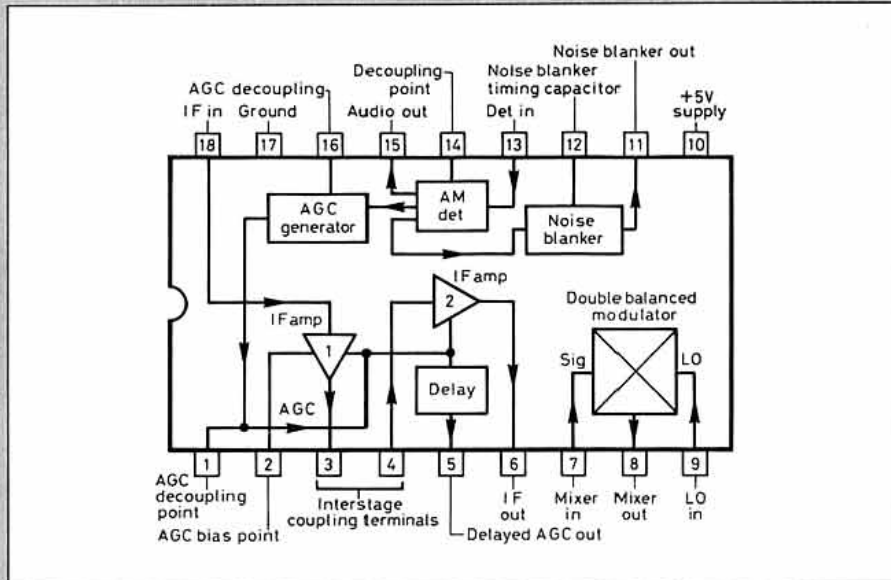 Noise blanker out
AGC decoupling
Decoupling
point
Noise blanker
timing capacitor
+5V
supply
IF in
Ground
Audio out
Det in
18
17
16
15
14
13
12
11
10
AGC
generator
AM
det
Noise
blanker
IF amp
2
Double balanced
modulator
IF amp
1
Sig
LO
Delay
AGC
1
2
3
4
5
6
7
8
9
AGC
decoupling
point
AGC bias point
Interstage
coupling terminals
Delayed AGC out
IF
out
Mixer
in
Mixer
out
LO
in